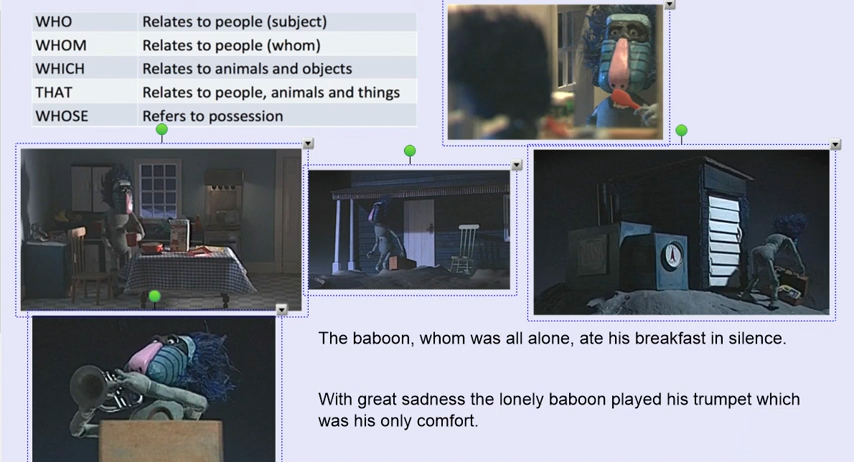 WHO Relates to people (subject)
WHOM Relates to people (whom)
WHICH Relates to animals and objects
THAT Relates to people, animals and things
WHOSE Refers to possession
The baboon, whom was all alone, ate his breakfast in silence.
With great sadness the lonely baboon played his trumpet which
was his only comfort.